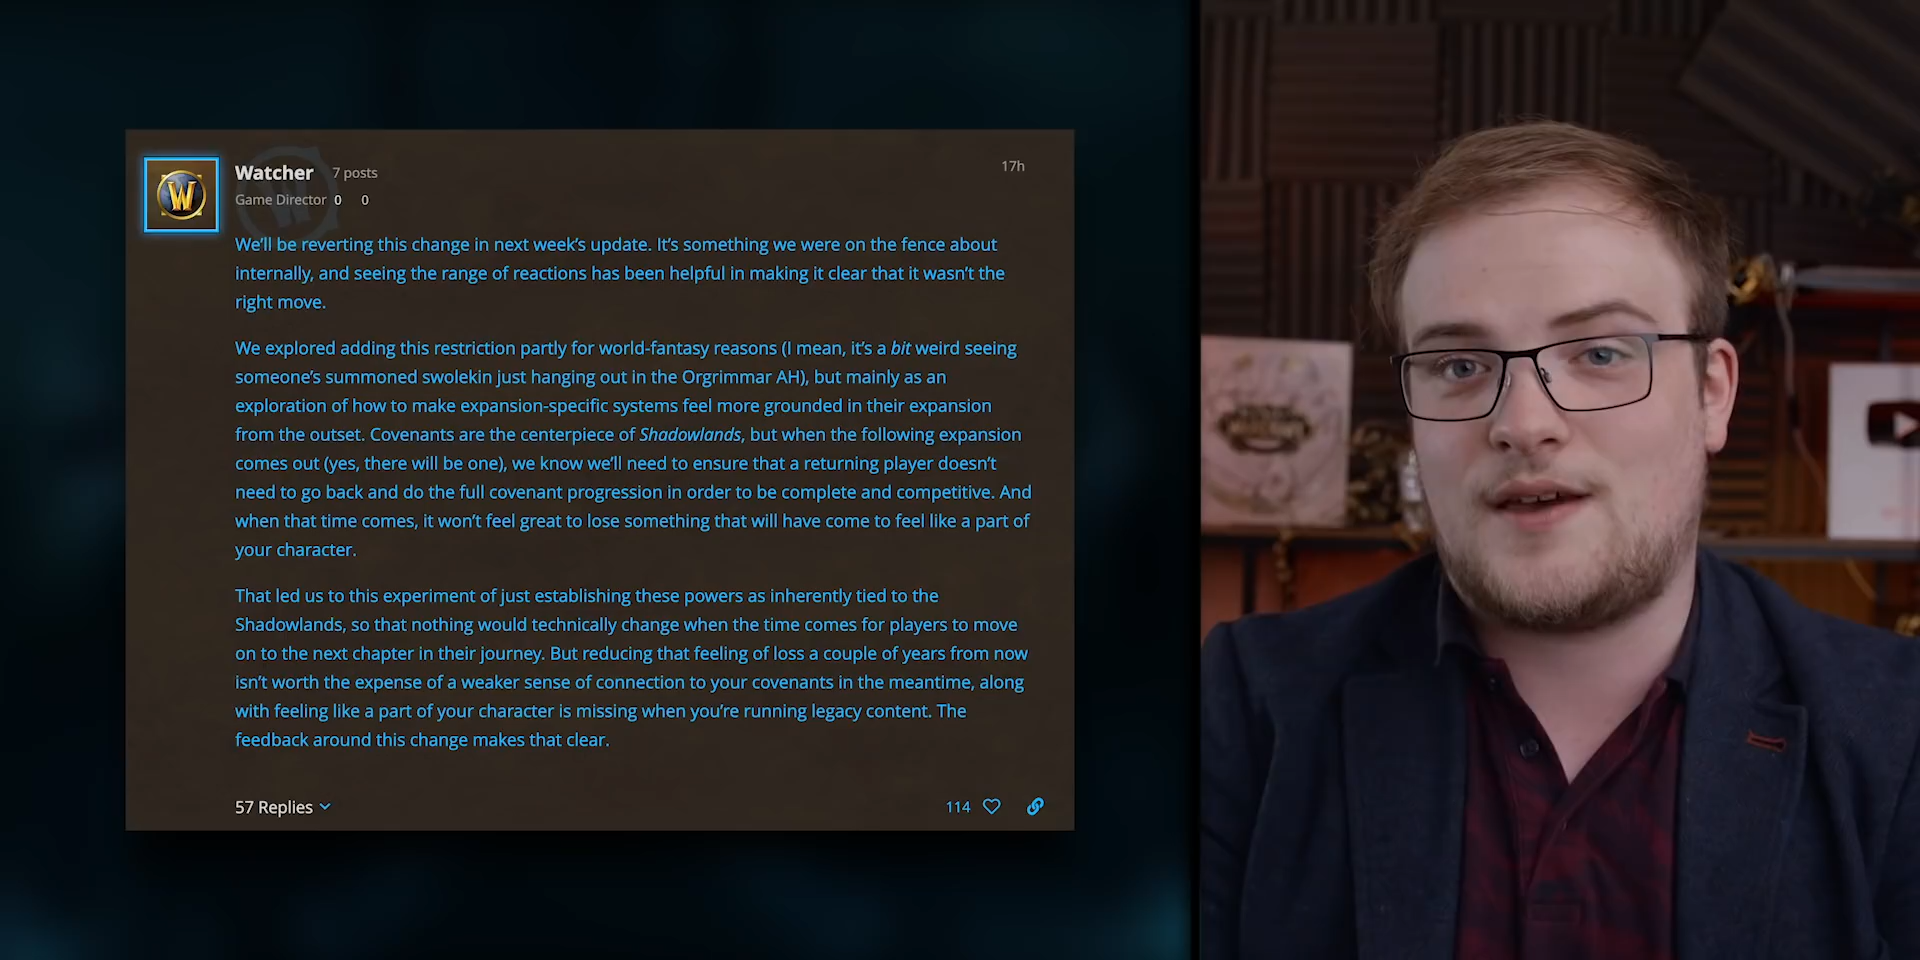 Watcher 7 posts
17h
Game Director 0 0
We'll be reverting this change in next week's update. It's something we were on the fence about
internally, and seeing the range of reactions has been helpful in making it clear that it wasn't the
right move.
We explored adding this restriction partly for world-fantasy reasons (I mean, it's a bit weird seeing
someone's summoned swolekin just hanging out in the Orgrimmar AH), but mainly as an
exploration of how to make expansion-specific systems feel more grounded in their expansion
from the outset. Covenants are the centerpiece of Shadowlands, but when the following expansion
comes out (yes, there will be one), we know we'll need to ensure that a returning player doesn't
need to go back and do the full covenant progression in order to be complete and competitive. And
when that time comes, it won't feel great to lose something that will have come to feel like a part of
your character.
That led us to this experiment of just establishing these powers as inherently tied to the
Shadowlands, so that nothing would technically change when the time comes for players to move
on to the next chapter in their journey. But reducing that feeling of loss a couple of years from now
isn't worth the expense of a weaker sense of connection to your covenants in the meantime, along
with feeling like a part of your character is missing when you're running legacy content. The
feedback around this change makes that clear.
57 Replies
114